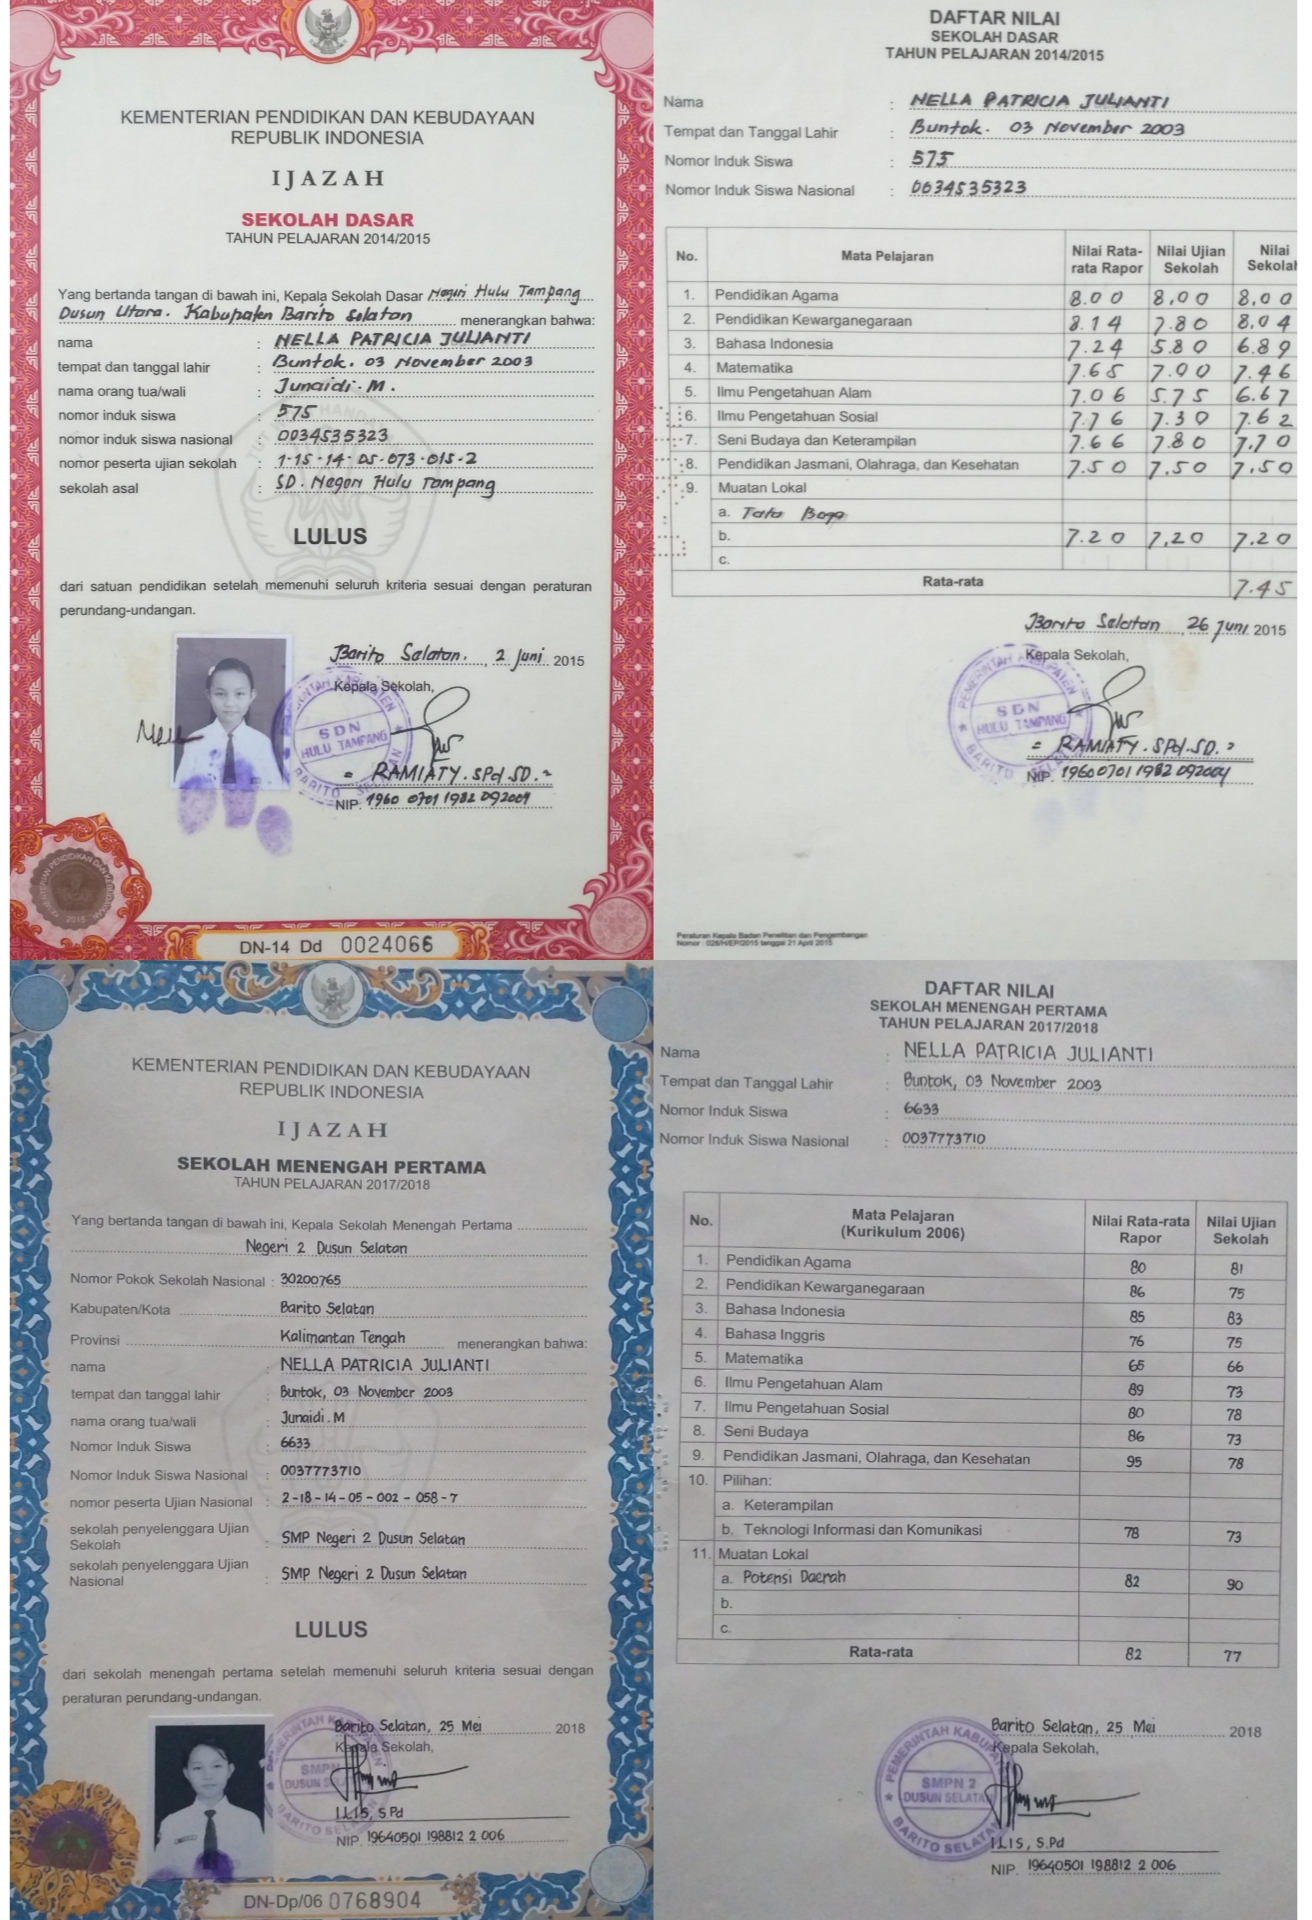 KEMENTERIAN PENDIDIKAN DAN KEBUDAYAAN
REPUBLIK INDONESIA
IJAZAH
SEKOLAH DASAR
TAHUN PELAJARAN 2014/2015
Yang bertanda tangan di bawah ini, Kepala Sekolah Dasar Negeri Hulu Tampang
Dusun Utara. Kabupaten Barito Selatan menerangkan bahwa:
nama : NELLA PATRICIA JULIANTI
tempat dan tanggal lahir : Buntok. 03 November 2003
nama orang tua/wali : Junaidi. M.
nomor induk siswa : 575
nomor induk siswa nasional : 0034535323
nomor peserta ujian sekolah : 1-15-14-05-073-015-2
sekolah asal : SD. Negeri Hulu Tampang
LULUS
dari satuan pendidikan setelah memenuhi seluruh kriteria sesuai dengan peraturan
perundang-undangan.
Barito Selatan. , 2 Juni 2015
Kepala Sekolah,
SDN
HULU TAMPANG
= RAMIATY. SPd. SD. =
NIP. 1960 0701 1982 092004
DN-14 Dd 0024066
DAFTAR NILAI
SEKOLAH DASAR
TAHUN PELAJARAN 2014/2015
Nama : NELLA PATRICIA JULIANTI
Tempat dan Tanggal Lahir : Buntok. 03 November 2003
Nomor Induk Siswa : 575
Nomor Induk Siswa Nasional : 0034535323
No. Mata Pelajaran Nilai Rata-rata Rapor Nilai Ujian Sekolah Nilai Sekolah
1. Pendidikan Agama 8.00 8,00 8,00
2. Pendidikan Kewarganegaraan 8.14 7.80 8,04
3. Bahasa Indonesia 7.24 5.80 6.89
4. Matematika 7.65 7.00 7.46
5. Ilmu Pengetahuan Alam 7.06 5.75 6.67
6. Ilmu Pengetahuan Sosial 7.76 7.30 7.62
7. Seni Budaya dan Keterampilan 7.66 7.80 7.70
8. Pendidikan Jasmani, Olahraga, dan Kesehatan 7.50 7,50 7,50
9. Muatan Lokal
a. Tata Boga
b. 7.20 7,20 7.20
c.
Rata-rata 7.45
Barito Selatan , 26 Juni 2015
Kepala Sekolah,
PEMERINTAH KABUPATEN
SDN
HULU TAMPANG
= RAMIATY. SPd. SD. =
NIP. 19600701 1982 092004
Peraturan Kepala Badan Penelitian dan Pengembangan
Nomor : 028/H/EP/2015 tanggal 21 April 2015
KEMENTERIAN PENDIDIKAN DAN KEBUDAYAAN
REPUBLIK INDONESIA
IJAZAH
SEKOLAH MENENGAH PERTAMA
TAHUN PELAJARAN 2017/2018
Yang bertanda tangan di bawah ini, Kepala Sekolah Menengah Pertama
Negeri 2 Dusun Selatan
Nomor Pokok Sekolah Nasional : 30200765
Kabupaten/Kota Barito Selatan
Provinsi Kalimantan Tengah menerangkan bahwa:
nama : NELLA PATRICIA JULIANTI
tempat dan tanggal lahir : Buntok, 03 November 2003
nama orang tua/wali : Junaidi. M
Nomor Induk Siswa : 6633
Nomor Induk Siswa Nasional : 0037773710
nomor peserta Ujian Nasional : 2-18-14-05-002-058-7
sekolah penyelenggara Ujian
Sekolah : SMP Negeri 2 Dusun Selatan
sekolah penyelenggara Ujian
Nasional : SMP Negeri 2 Dusun Selatan
LULUS
dari sekolah menengah pertama setelah memenuhi seluruh kriteria sesuai dengan
peraturan perundang-undangan.
Barito Selatan, 25 Mei 2018
Kepala Sekolah,
ILIS, S.Pd
NIP. 19640501 198812 2 006
DN-Dp/06 0768904
DAFTAR NILAI
SEKOLAH MENENGAH PERTAMA
TAHUN PELAJARAN 2017/2018
Nama : NELLA PATRICIA JULIANTI
Tempat dan Tanggal Lahir : Buntok, 03 November 2003
Nomor Induk Siswa : 6633
Nomor Induk Siswa Nasional : 0037773710
No. Mata Pelajaran (Kurikulum 2006) Nilai Rata-rata Rapor Nilai Ujian Sekolah
1. Pendidikan Agama 80 81
2. Pendidikan Kewarganegaraan 86 75
3. Bahasa Indonesia 85 83
4. Bahasa Inggris 76 75
5. Matematika 65 66
6. Ilmu Pengetahuan Alam 89 73
7. Ilmu Pengetahuan Sosial 80 78
8. Seni Budaya 86 73
9. Pendidikan Jasmani, Olahraga, dan Kesehatan 95 78
10. Pilihan:
a. Keterampilan
b. Teknologi Informasi dan Komunikasi 78 73
11. Muatan Lokal
a. Potensi Daerah 82 90
b.
c.
Rata-rata 82 77
Barito Selatan, 25 Mei 2018
Kepala Sekolah,
SMPN 2
DUSUN SELATAN
BARITO SELATAN
ILIS, S.Pd
NIP. 19640501 198812 2 006